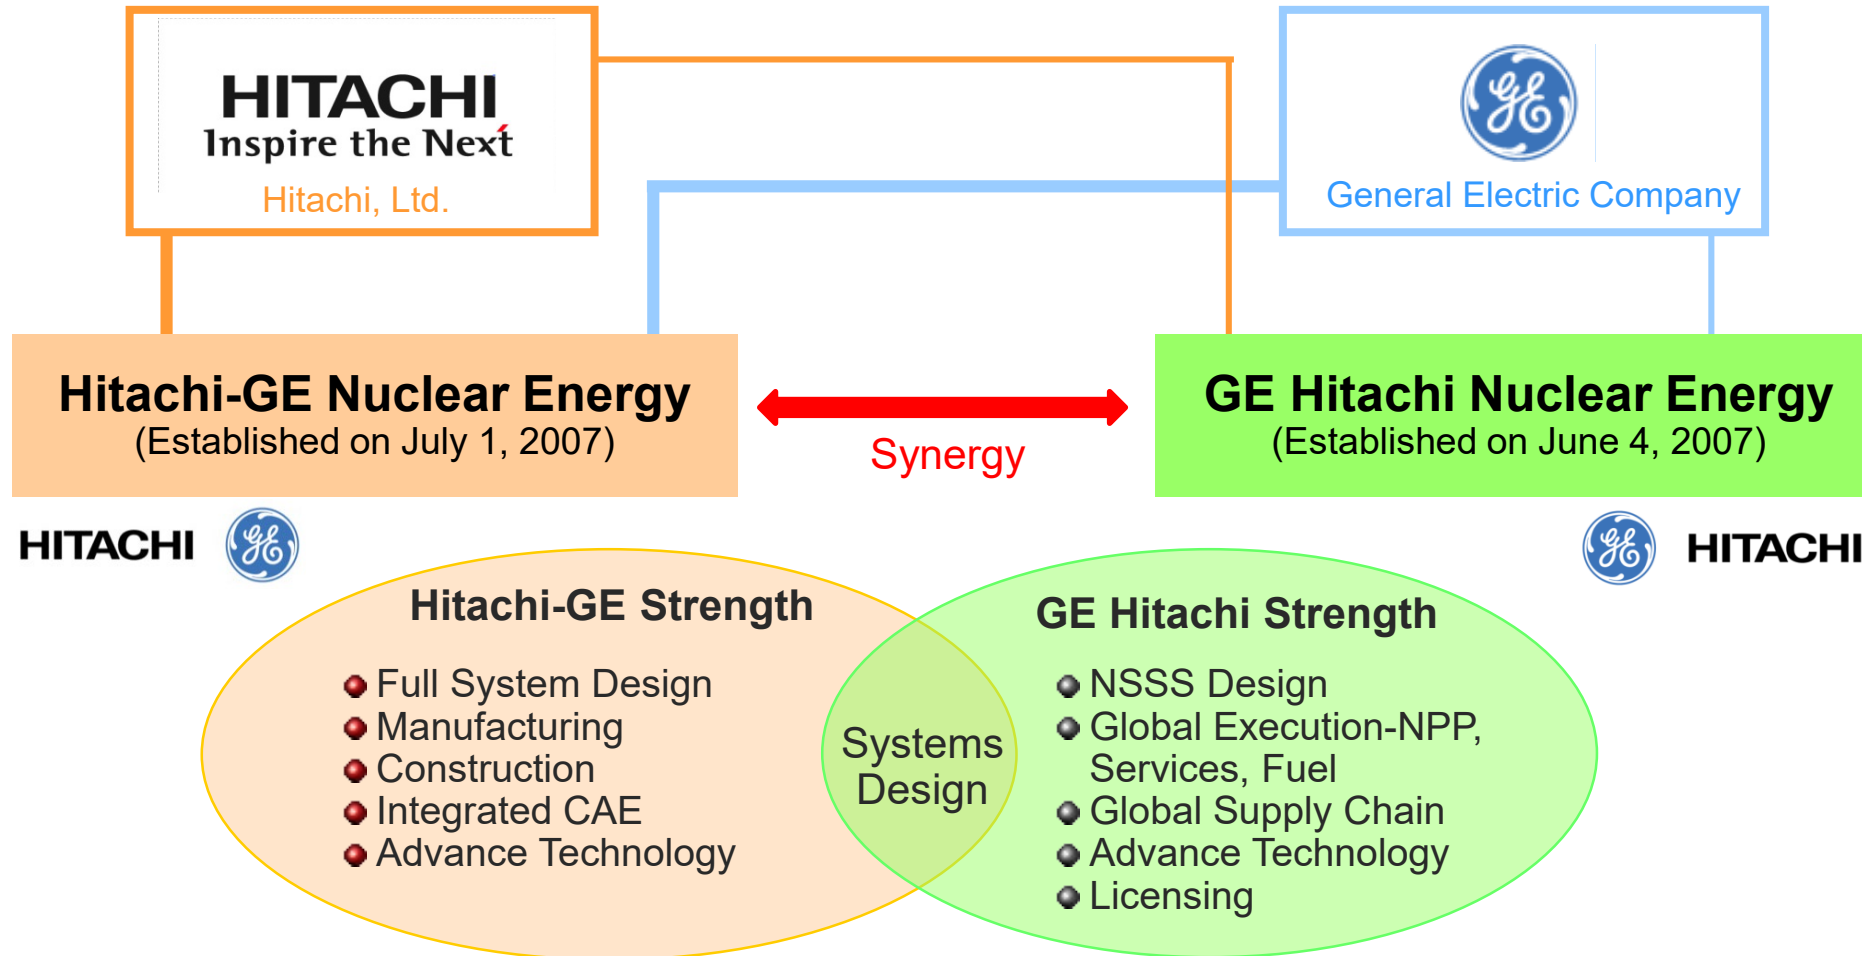 HITACHI
Inspire the Next
Hitachi, Ltd.
GE
General Electric Company
Hitachi-GE Nuclear Energy
(Established on July 1, 2007)
Synergy
GE Hitachi Nuclear Energy
(Established on June 4, 2007)
HITACHI GE
GE HITACHI
Hitachi-GE Strength
Full System Design
Manufacturing
Construction
Integrated CAE
Advance Technology
Systems
Design
GE Hitachi Strength
NSSS Design
Global Execution-NPP,
Services, Fuel
Global Supply Chain
Advance Technology
Licensing